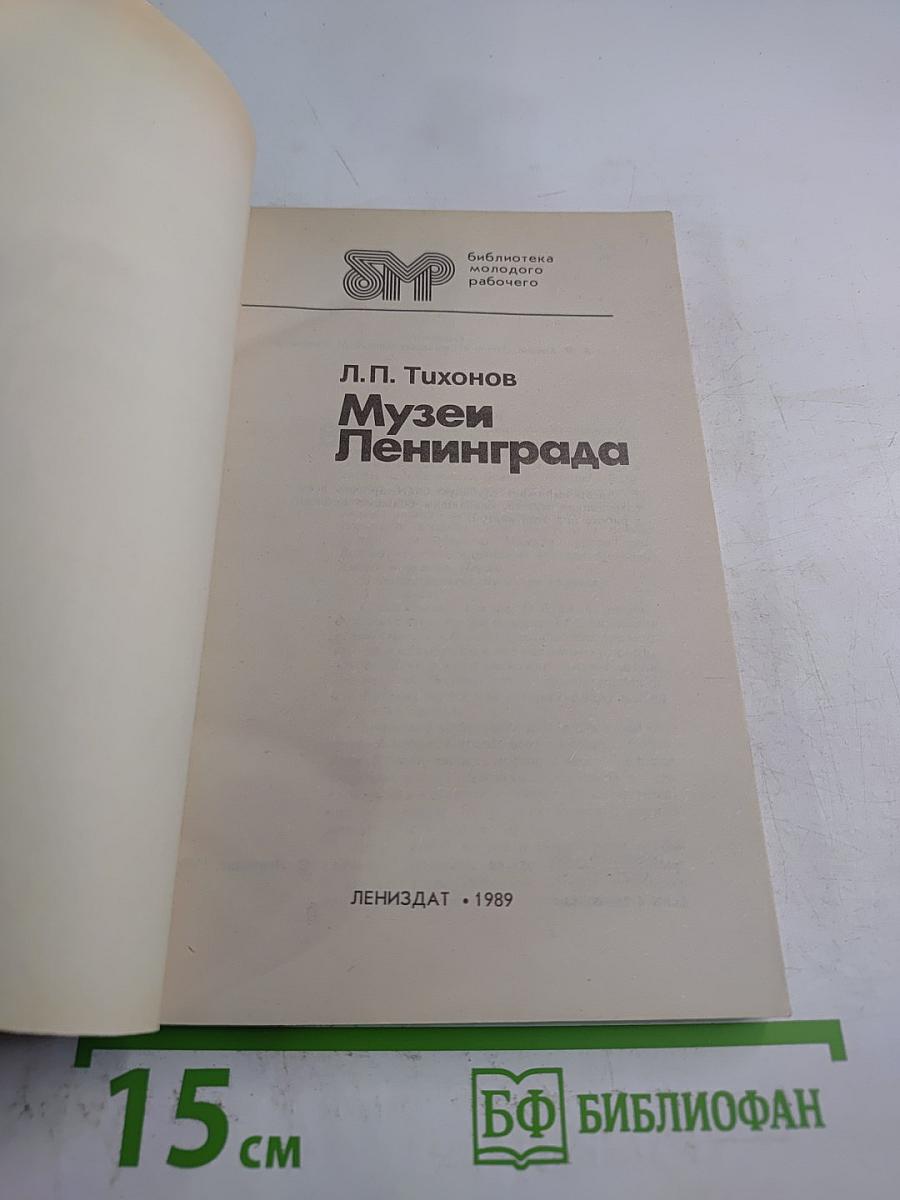 бмр
библиотека
молодого
рабочего
Л.П. Тихонов
Музеи
Ленинграда
ЛЕНИЗДАТ • 1989
15 см
БФ БИБЛИОФАН